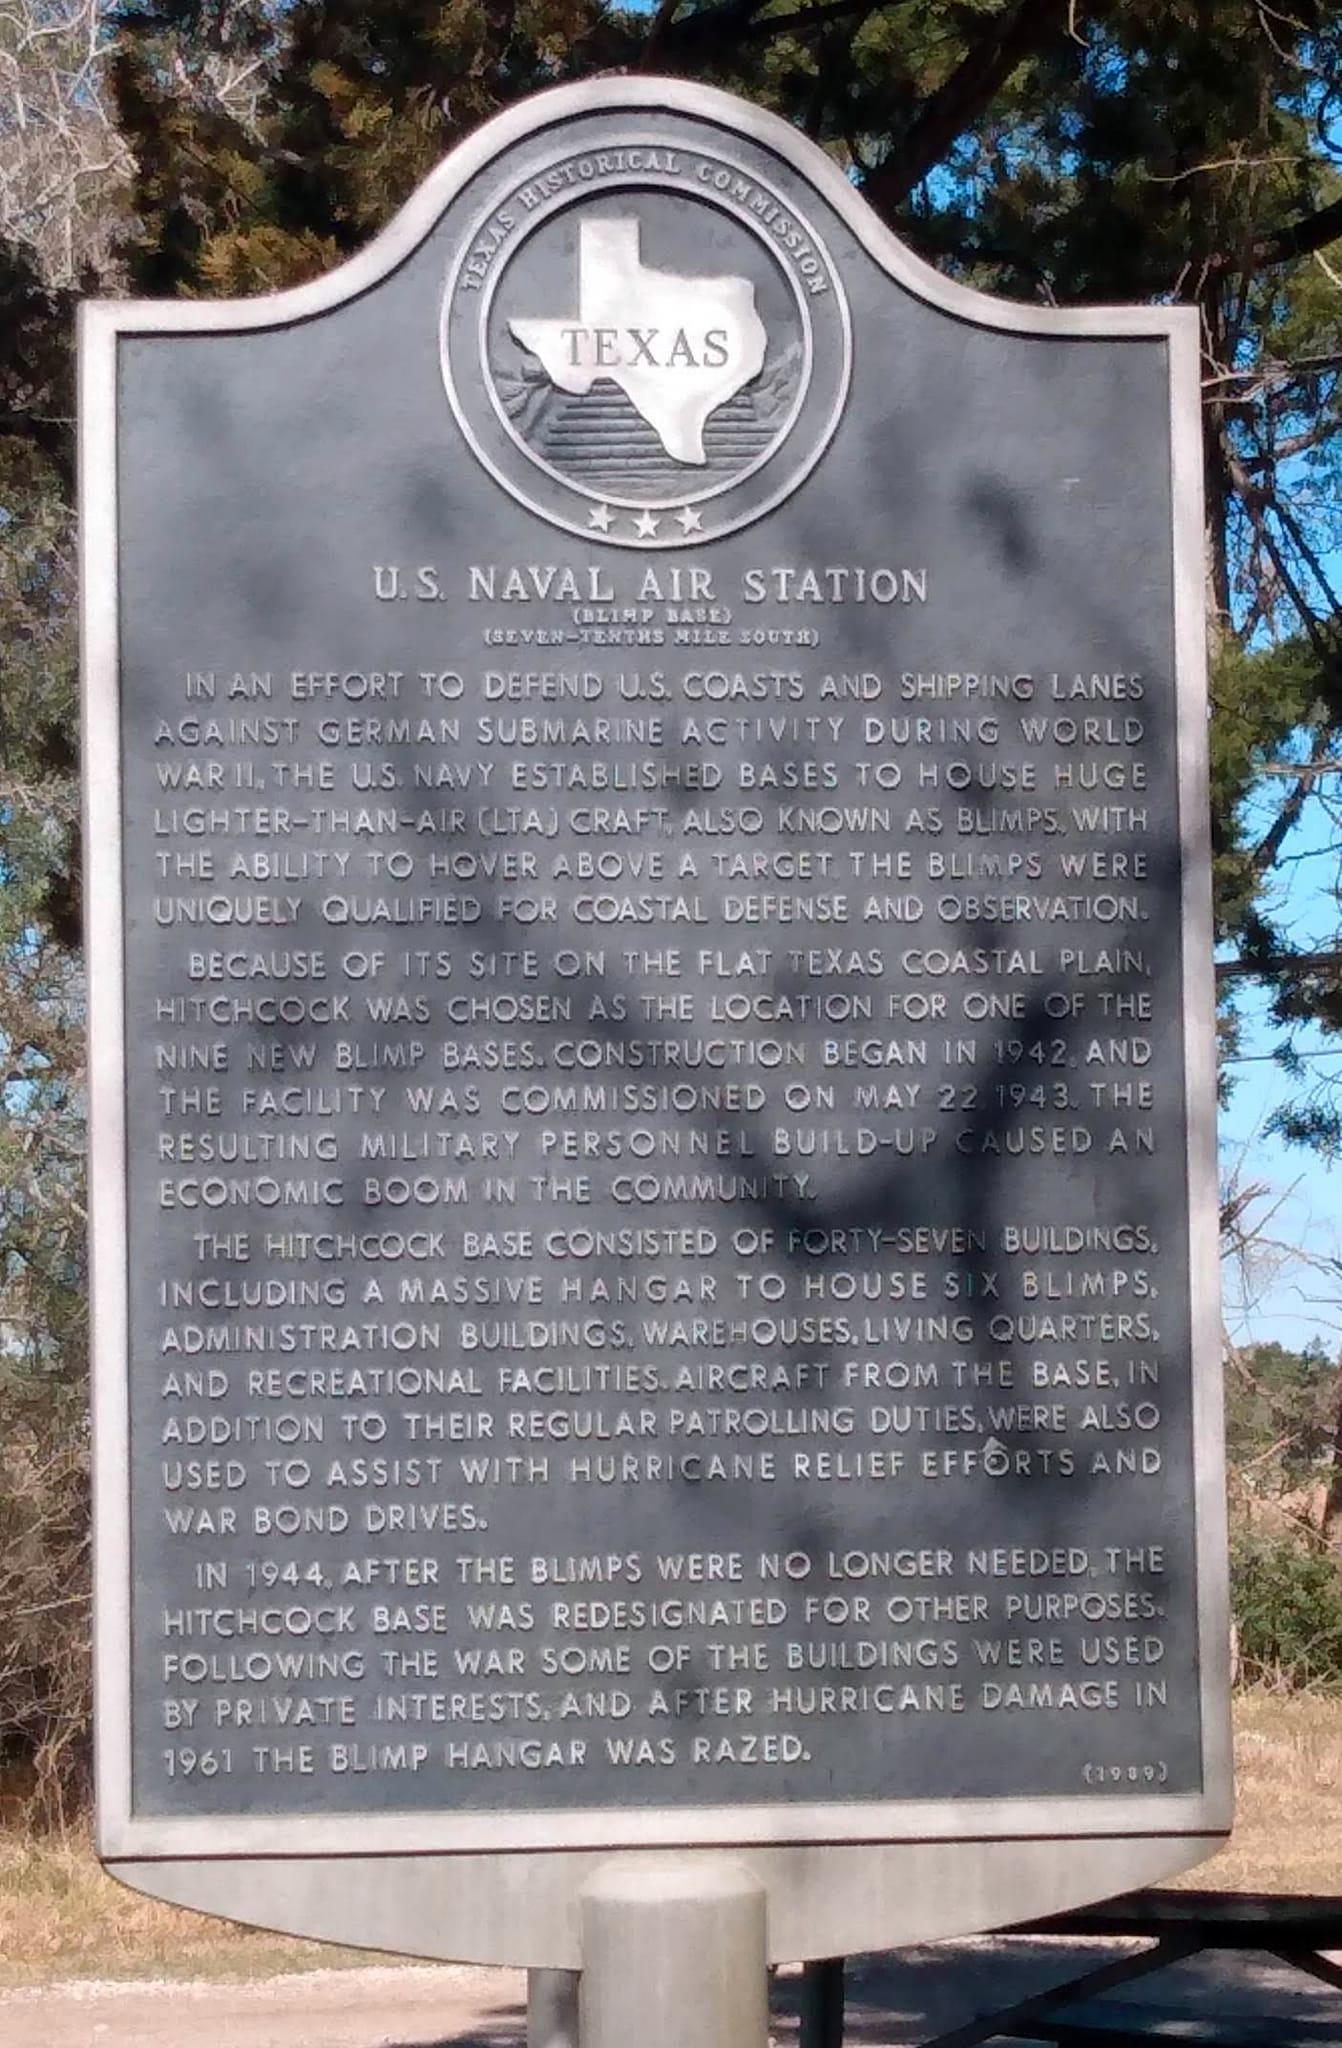 TEXAS HISTORICAL COMMISSION
TEXAS
U.S. NAVAL AIR STATION
(BLIMP BASE)
(SEVEN-TENTHS MILE SOUTH)
IN AN EFFORT TO DEFEND U.S. COASTS AND SHIPPING LANES
AGAINST GERMAN SUBMARINE ACTIVITY DURING WORLD
WAR II, THE U.S. NAVY ESTABLISHED BASES TO HOUSE HUGE
LIGHTER-THAN-AIR (LTA) CRAFT, ALSO KNOWN AS BLIMPS. WITH
THE ABILITY TO HOVER ABOVE A TARGET THE BLIMPS WERE
UNIQUELY QUALIFIED FOR COASTAL DEFENSE AND OBSERVATION.
BECAUSE OF ITS SITE ON THE FLAT TEXAS COASTAL PLAIN,
HITCHCOCK WAS CHOSEN AS THE LOCATION FOR ONE OF THE
NINE NEW BLIMP BASES. CONSTRUCTION BEGAN IN 1942, AND
THE FACILITY WAS COMMISSIONED ON MAY 22 1943. THE
RESULTING MILITARY PERSONNEL BUILD-UP CAUSED AN
ECONOMIC BOOM IN THE COMMUNITY.
THE HITCHCOCK BASE CONSISTED OF FORTY-SEVEN BUILDINGS,
INCLUDING A MASSIVE HANGAR TO HOUSE SIX BLIMPS,
ADMINISTRATION BUILDINGS, WAREHOUSES, LIVING QUARTERS,
AND RECREATIONAL FACILITIES. AIRCRAFT FROM THE BASE, IN
ADDITION TO THEIR REGULAR PATROLLING DUTIES, WERE ALSO
USED TO ASSIST WITH HURRICANE RELIEF EFFORTS AND
WAR BOND DRIVES.
IN 1944, AFTER THE BLIMPS WERE NO LONGER NEEDED, THE
HITCHCOCK BASE WAS REDESIGNATED FOR OTHER PURPOSES.
FOLLOWING THE WAR SOME OF THE BUILDINGS WERE USED
BY PRIVATE INTERESTS, AND AFTER HURRICANE DAMAGE IN
1961 THE BLIMP HANGAR WAS RAZED.
(1989)